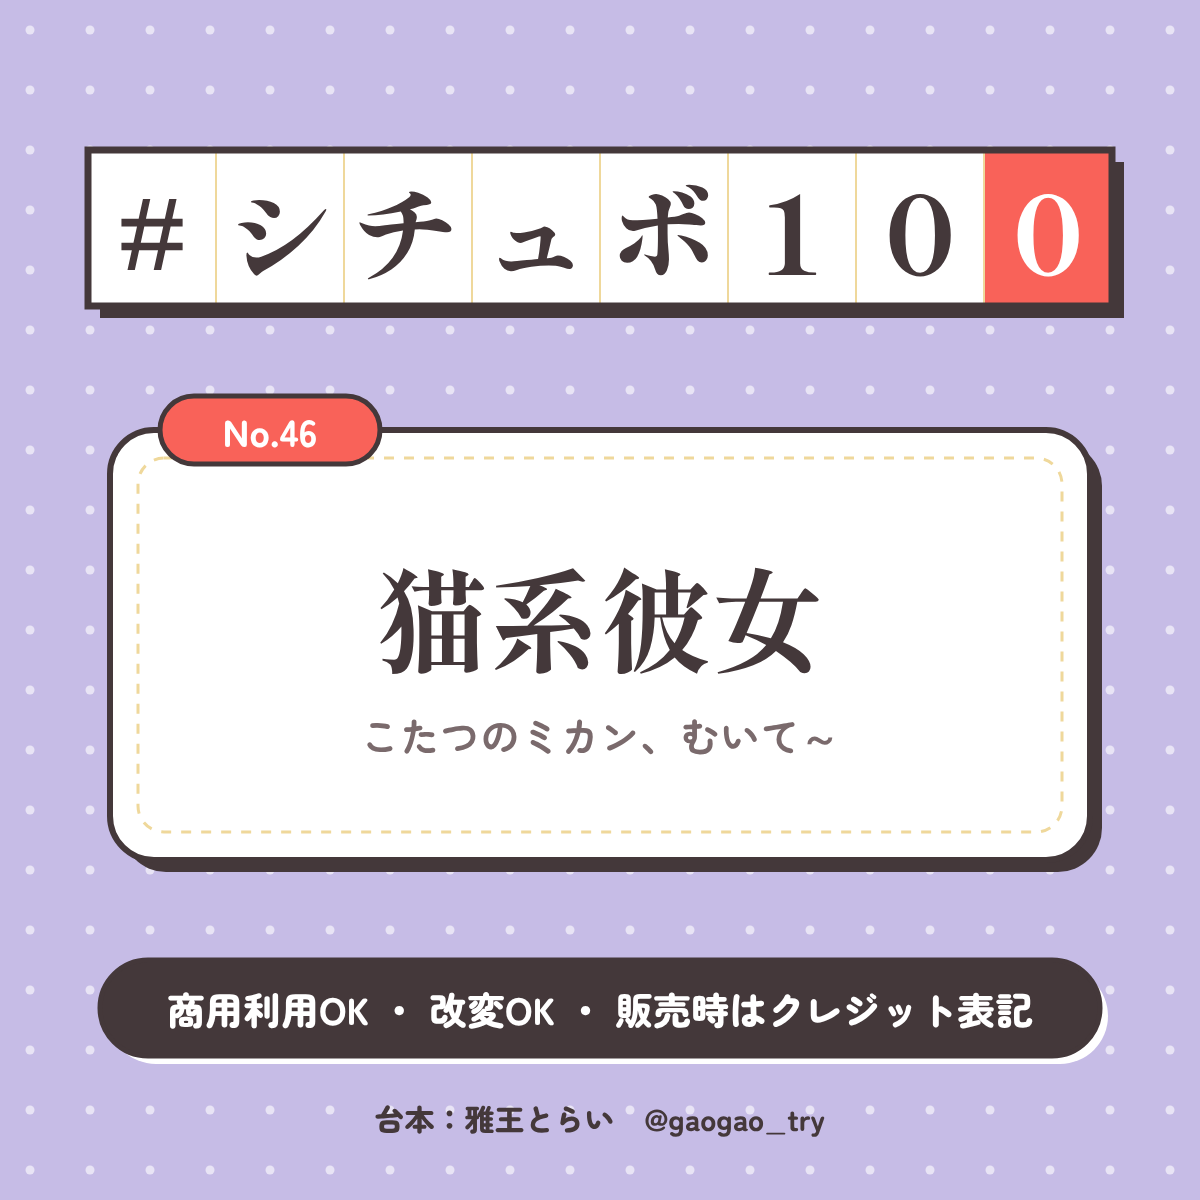 #シチュボ100
No.46
猫系彼女
こたつのミカン、むいて~
商用利用OK ・ 改変OK ・ 販売時はクレジット表記
台本：雅王とらい　@gaogao_try